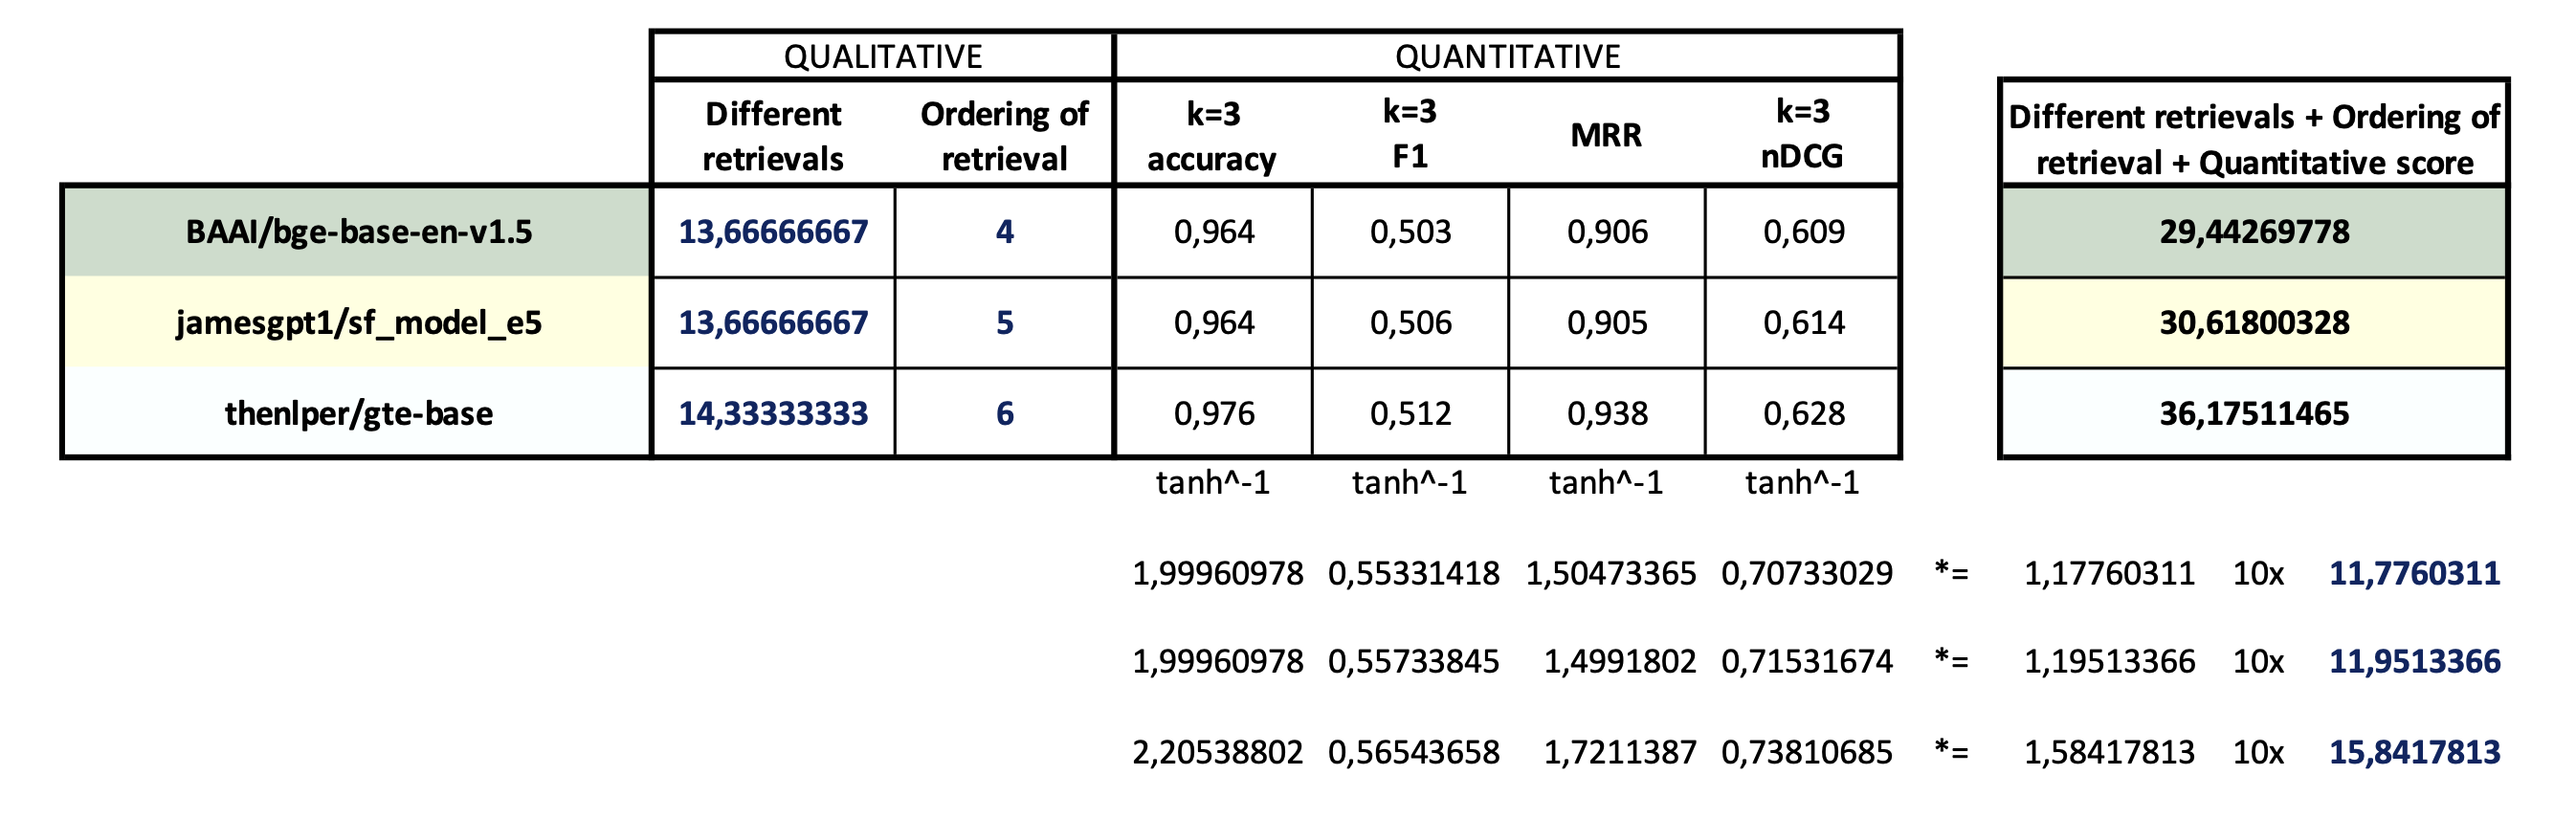 QUALITATIVE QUANTITATIVE
Different retrievals Ordering of retrieval k=3 accuracy k=3 F1 MRR k=3 nDCG Different retrievals + Ordering of retrieval + Quantitative score
BAAI/bge-base-en-v1.5 13,66666667 4 0,964 0,503 0,906 0,609 29,44269778
jamesgpt1/sf_model_e5 13,66666667 5 0,964 0,506 0,905 0,614 30,61800328
thenlper/gte-base 14,33333333 6 0,976 0,512 0,938 0,628 36,17511465
tanh^-1 tanh^-1 tanh^-1 tanh^-1
1,99960978 0,55331418 1,50473365 0,70733029 *= 1,17760311 10x 11,7760311
1,99960978 0,55733845 1,4991802 0,71531674 *= 1,19513366 10x 11,9513366
2,20538802 0,56543658 1,7211387 0,73810685 *= 1,58417813 10x 15,8417813